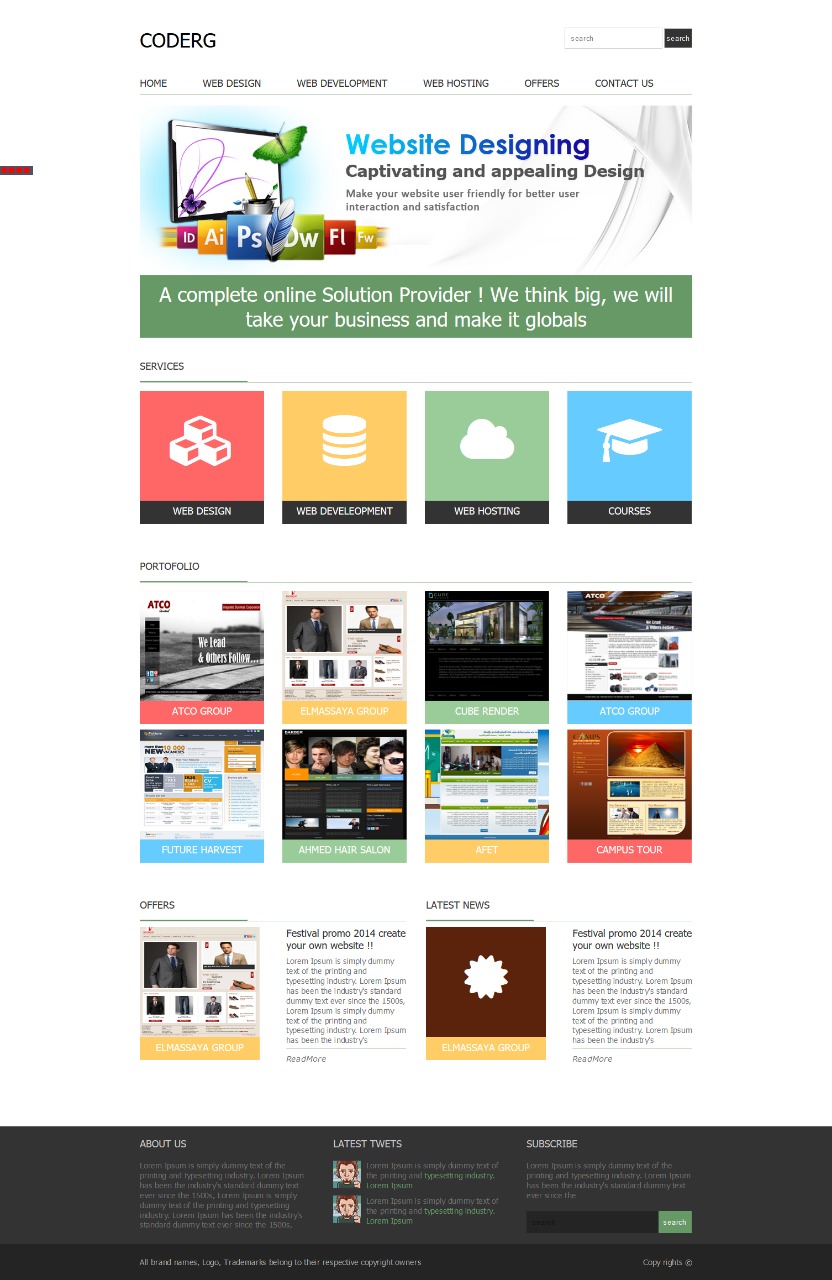 CODERG
search
search
HOME WEB DESIGN WEB DEVELOPMENT WEB HOSTING OFFERS CONTACT US
Website Designing
Captivating and appealing Design
Make your website user friendly for better user
interaction and satisfaction
ID Ai Ps Dw Fl Fw
A complete online Solution Provider ! We think big, we will
take your business and make it globals
SERVICES
WEB DESIGN WEB DEVELEOPMENT WEB HOSTING COURSES
PORTOFOLIO
ATCO
We Lead
& Others Follow...
CUBE
ATCO
We Lead
& Others Follow...
ATCO GROUP ELMASSAYA GROUP CUBE RENDER ATCO GROUP
NEW
FUTURE HARVEST AHMED HAIR SALON AFET CAMPUS TOUR
OFFERS
Festival promo 2014 create
your own website !!
Lorem Ipsum is simply dummy
text of the printing and
typesetting industry. Lorem Ipsum
has been the industry's standard
dummy text ever since the 1500s,
Lorem Ipsum is simply dummy
text of the printing and
typesetting industry. Lorem Ipsum
has been the industry's
ELMASSAYA GROUP
ReadMore
LATEST NEWS
Festival promo 2014 create
your own website !!
Lorem Ipsum is simply dummy
text of the printing and
typesetting industry. Lorem Ipsum
has been the industry's standard
dummy text ever since the 1500s,
Lorem Ipsum is simply dummy
text of the printing and
typesetting industry. Lorem Ipsum
has been the industry's
ELMASSAYA GROUP
ReadMore
ABOUT US
Lorem Ipsum is simply dummy text of the
printing and typesetting industry. Lorem Ipsum
has been the industry's standard dummy text
ever since the 1500s, Lorem Ipsum is simply
dummy text of the printing and typesetting
industry. Lorem Ipsum has been the industry's
standard dummy text ever since the 1500s,
LATEST TWETS
Lorem Ipsum is simply dummy text of
the printing and typesetting industry.
Lorem Ipsum
Lorem Ipsum is simply dummy text of
the printing and typesetting industry.
Lorem Ipsum
SUBSCRIBE
Lorem Ipsum is simply dummy text of the
printing and typesetting industry. Lorem Ipsum
has been the industry's standard dummy text
ever since the
search
search
All brand names, Logo, Trademarks belong to their respective copyright owners
Copy rights ©